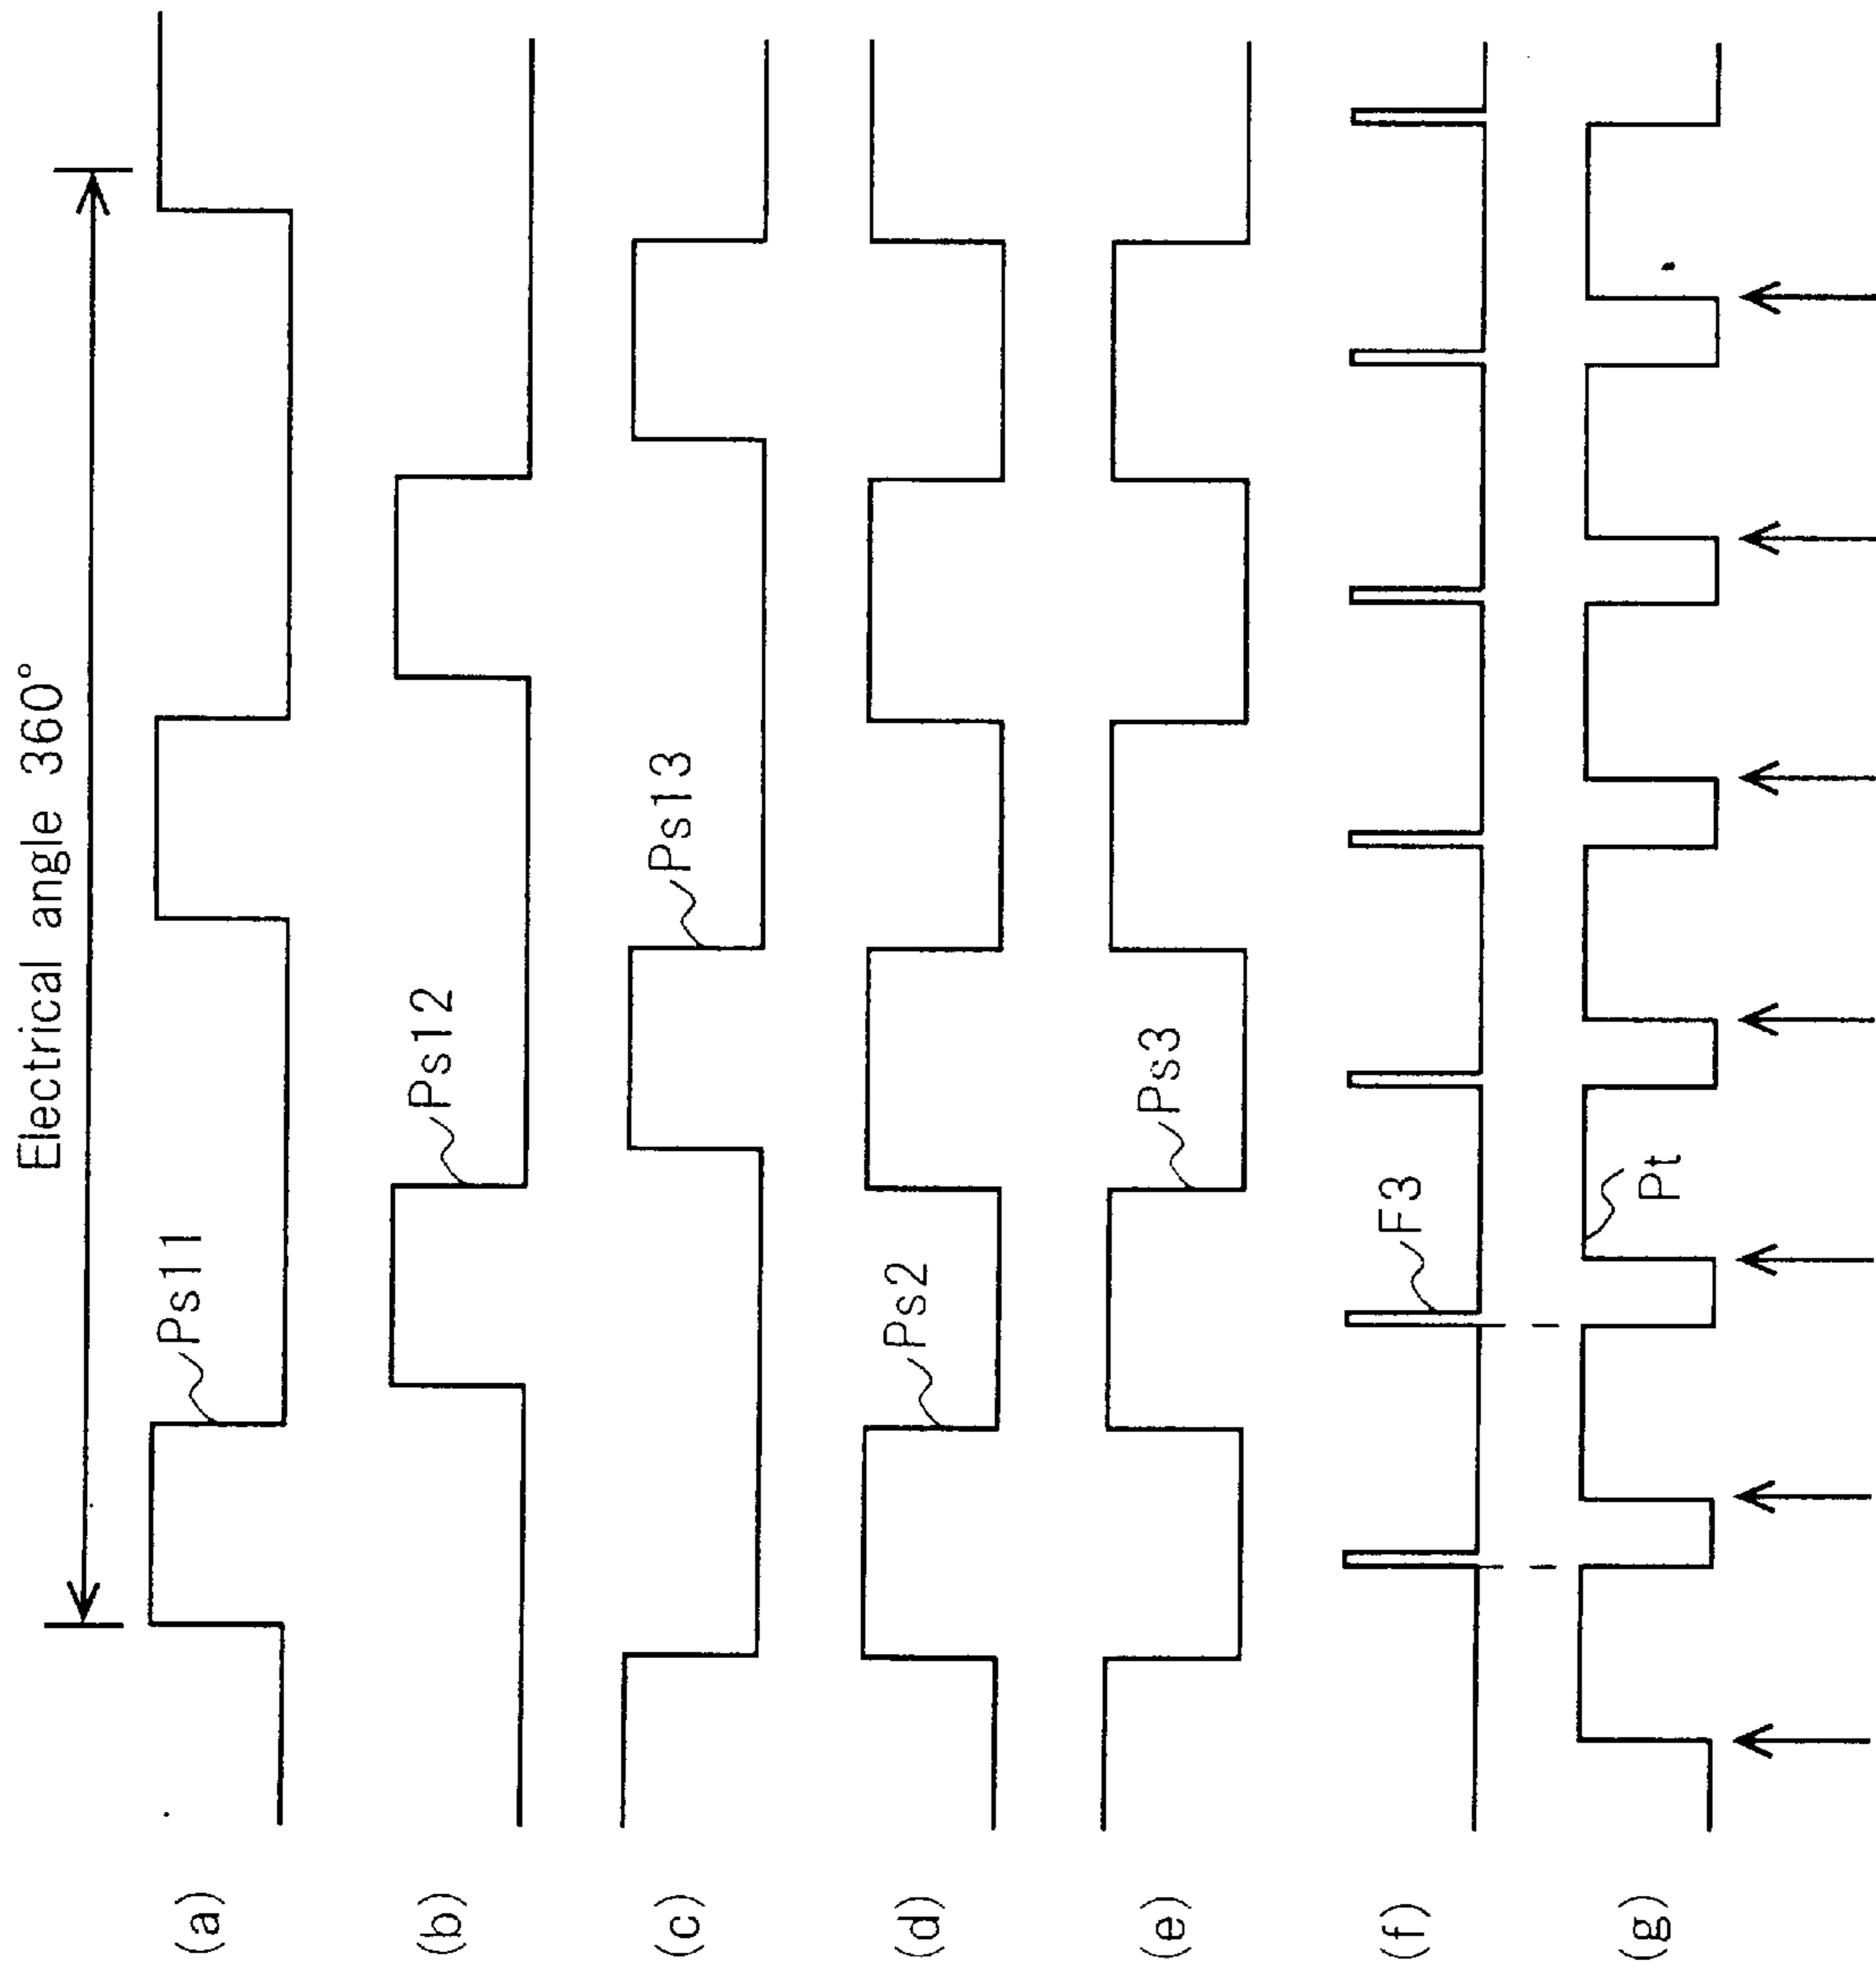 Electrical angle 360°
(a)
Ps11
(b)
Ps12
(c)
Ps13
(d)
Ps2
(e)
Ps3
(f)
F3
(g)
Pt